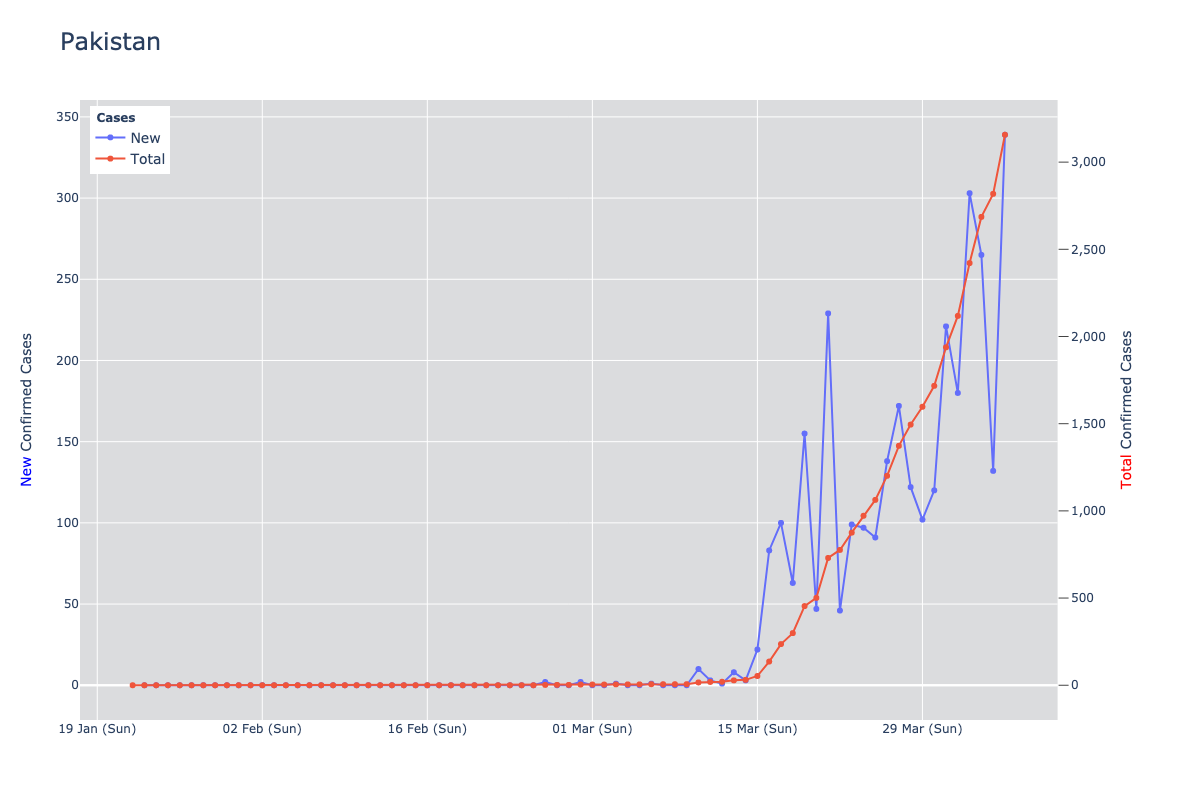 Pakistan
Cases
New
Total
350
300
250
200
150
100
50
0
3,000
2,500
2,000
1,500
1,000
500
0
New Confirmed Cases
Total Confirmed Cases
19 Jan (Sun)
02 Feb (Sun)
16 Feb (Sun)
01 Mar (Sun)
15 Mar (Sun)
29 Mar (Sun)